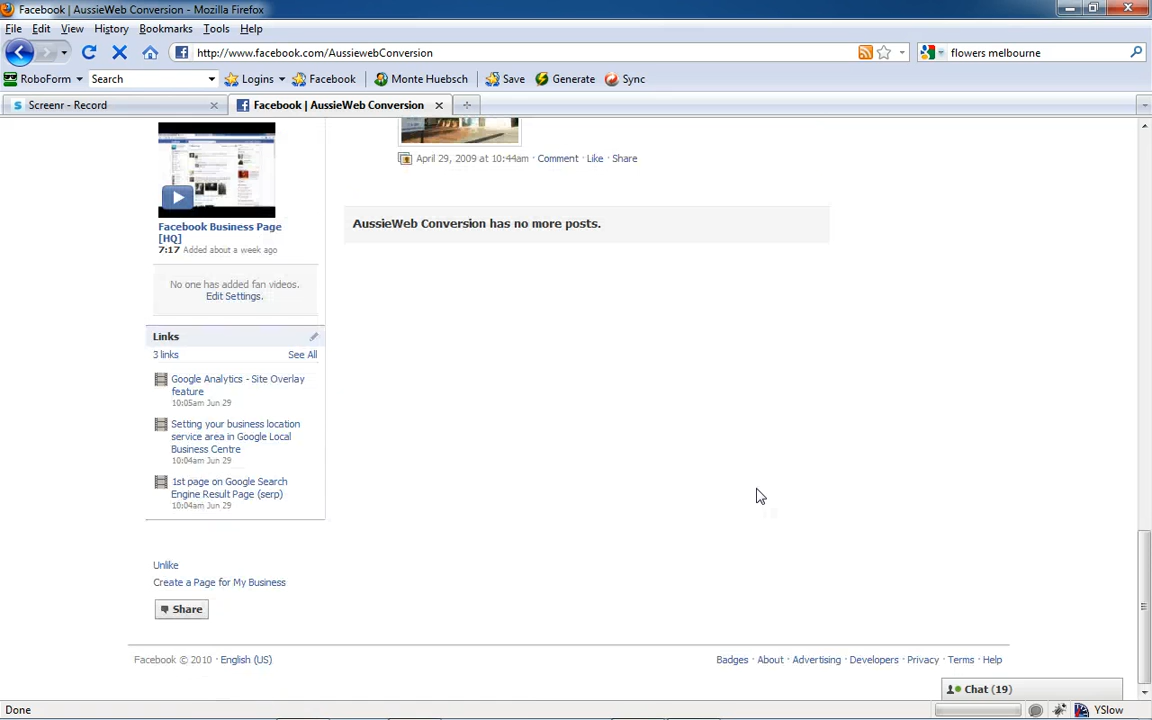 Facebook | AussieWeb Conversion - Mozilla Firefox
File Edit View History Bookmarks Tools Help
http://www.facebook.com/AussiewebConversion
flowers melbourne
RoboForm Search Logins Facebook Monte Huebsch Save Generate Sync
Screenr - Record
Facebook | AussieWeb Conversion
April 29, 2009 at 10:44am · Comment · Like · Share
AussieWeb Conversion has no more posts.
Facebook Business Page
[HQ]
7:17 Added about a week ago
No one has added fan videos.
Edit Settings.
Links
3 links See All
Google Analytics - Site Overlay
feature
10:05am Jun 29
Setting your business location
service area in Google Local
Business Centre
10:04am Jun 29
1st page on Google Search
Engine Result Page (serp)
10:04am Jun 29
Unlike
Create a Page for My Business
Share
Facebook © 2010 · English (US)
Badges · About · Advertising · Developers · Privacy · Terms · Help
Chat (19)
Done
YSlow